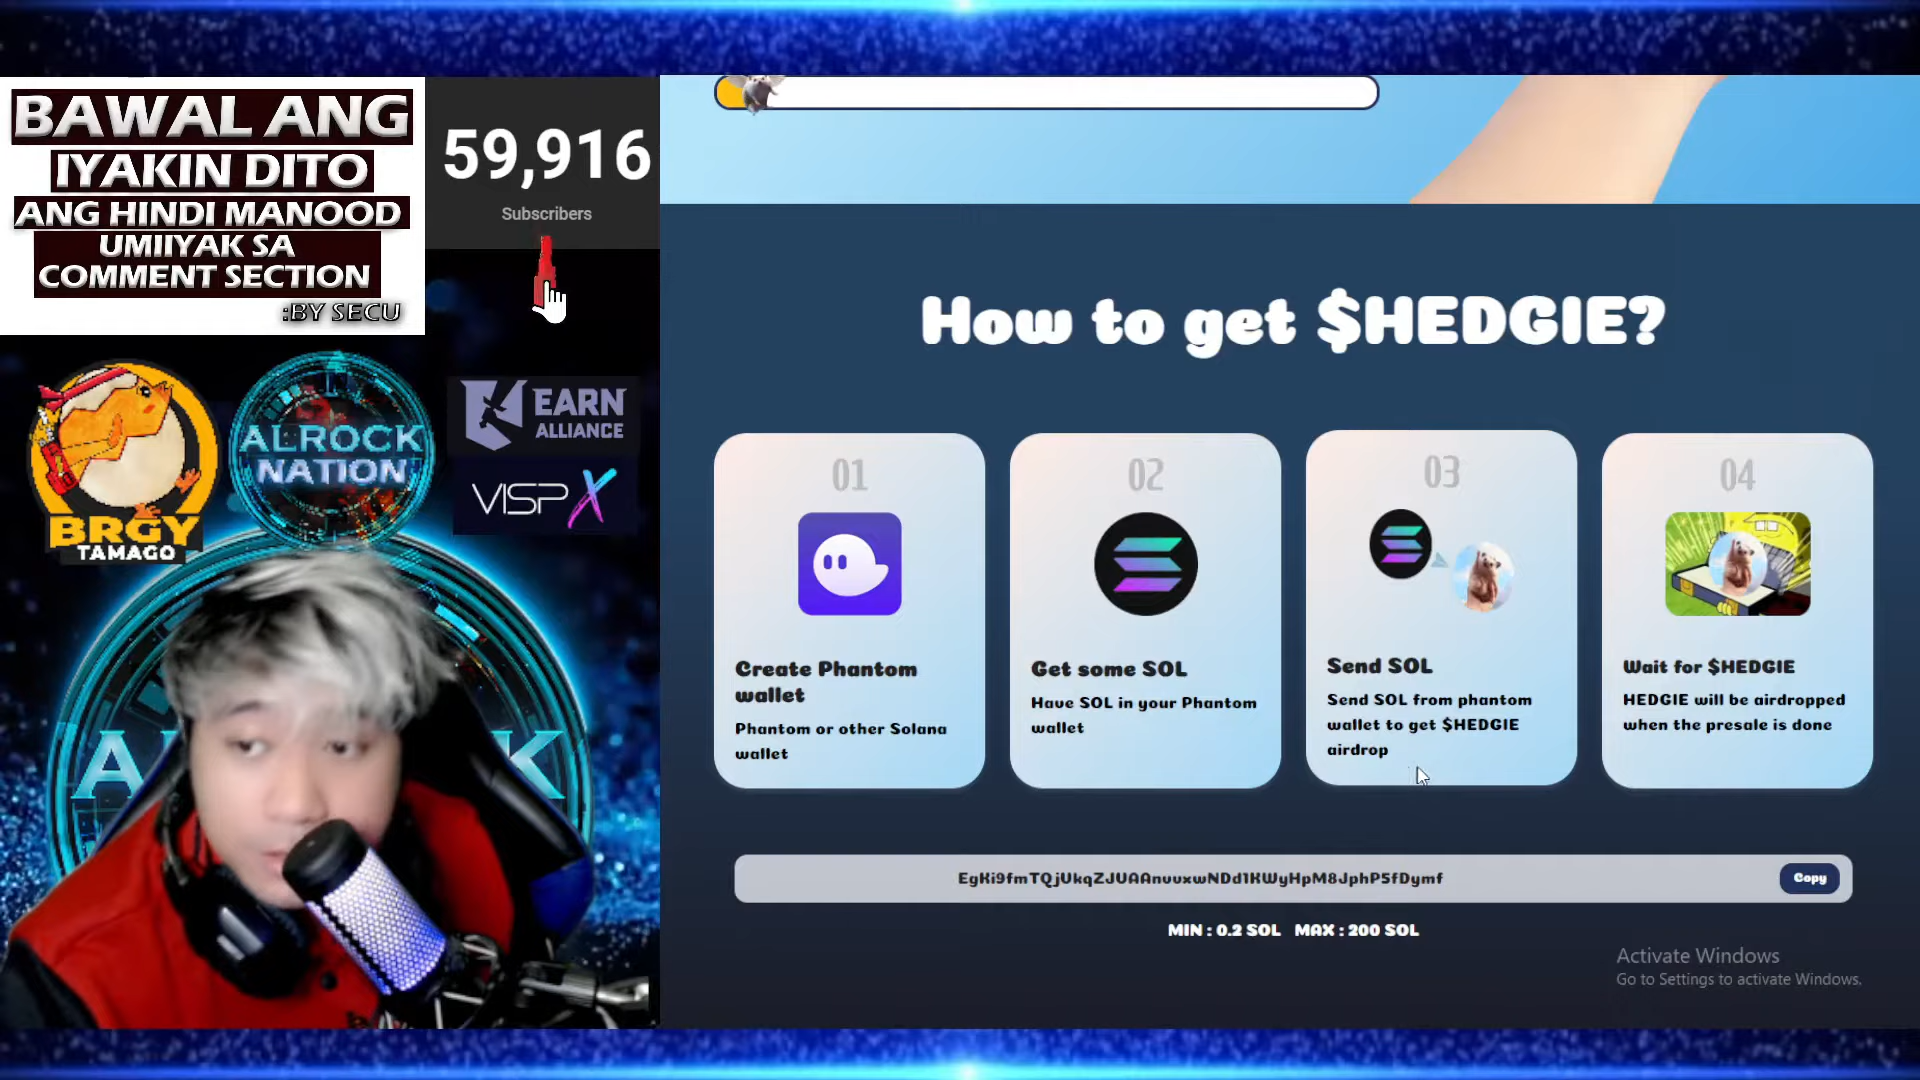 BAWAL ANG
IYAKIN DITO
ANG HINDI MANOOD
UMIIYAK SA
COMMENT SECTION
:BY SECU
59,916
Subscribers
BRGY
TAMAGO
ALROCK
NATION
EARN
ALLIANCE
VISPX
How to get $HEDGIE?
01
Create Phantom
wallet
Phantom or other Solana
wallet
02
Get some SOL
Have SOL in your Phantom
wallet
03
Send SOL
Send SOL from phantom
wallet to get $HEDGIE
airdrop
04
Wait for $HEDGIE
HEDGIE will be airdropped
when the presale is done
EgKi9fmTQjUkqZJUAAnvvxwNDd1KWyHpM8JphP5fDymf
Copy
MIN : 0.2 SOL MAX : 200 SOL
Activate Windows
Go to Settings to activate Windows.